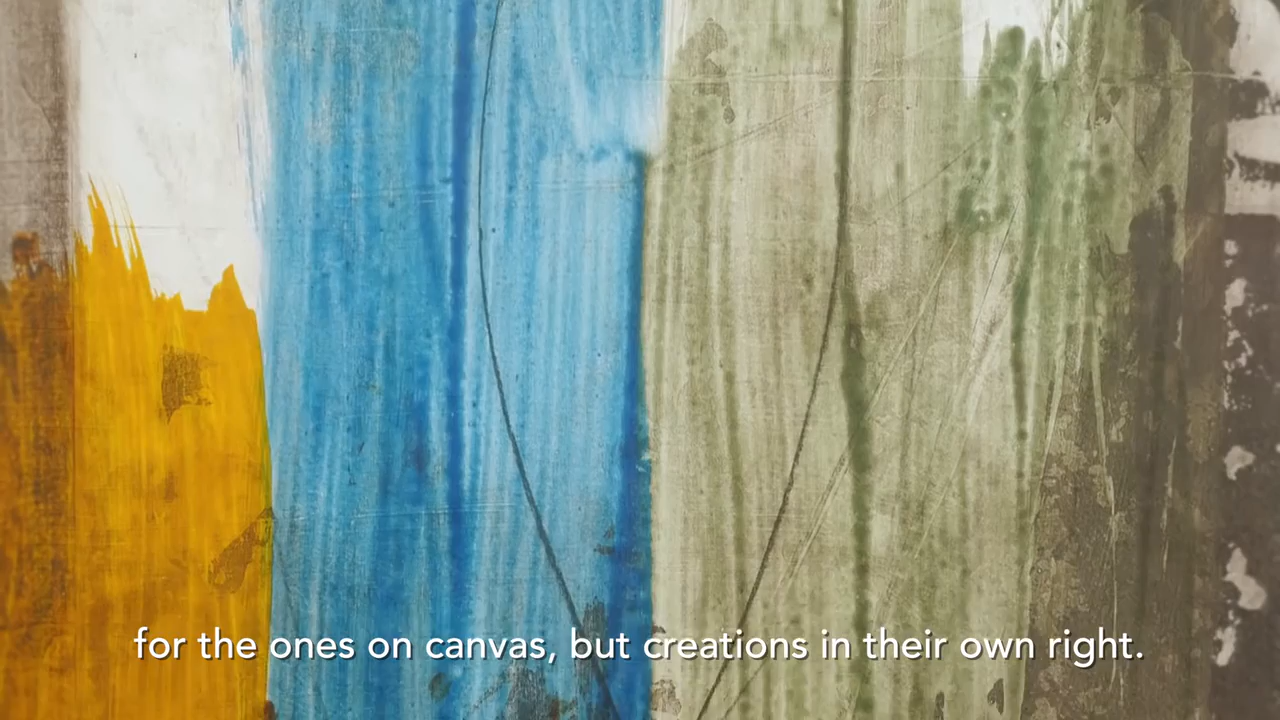 for the ones on canvas, but creations in their own right.